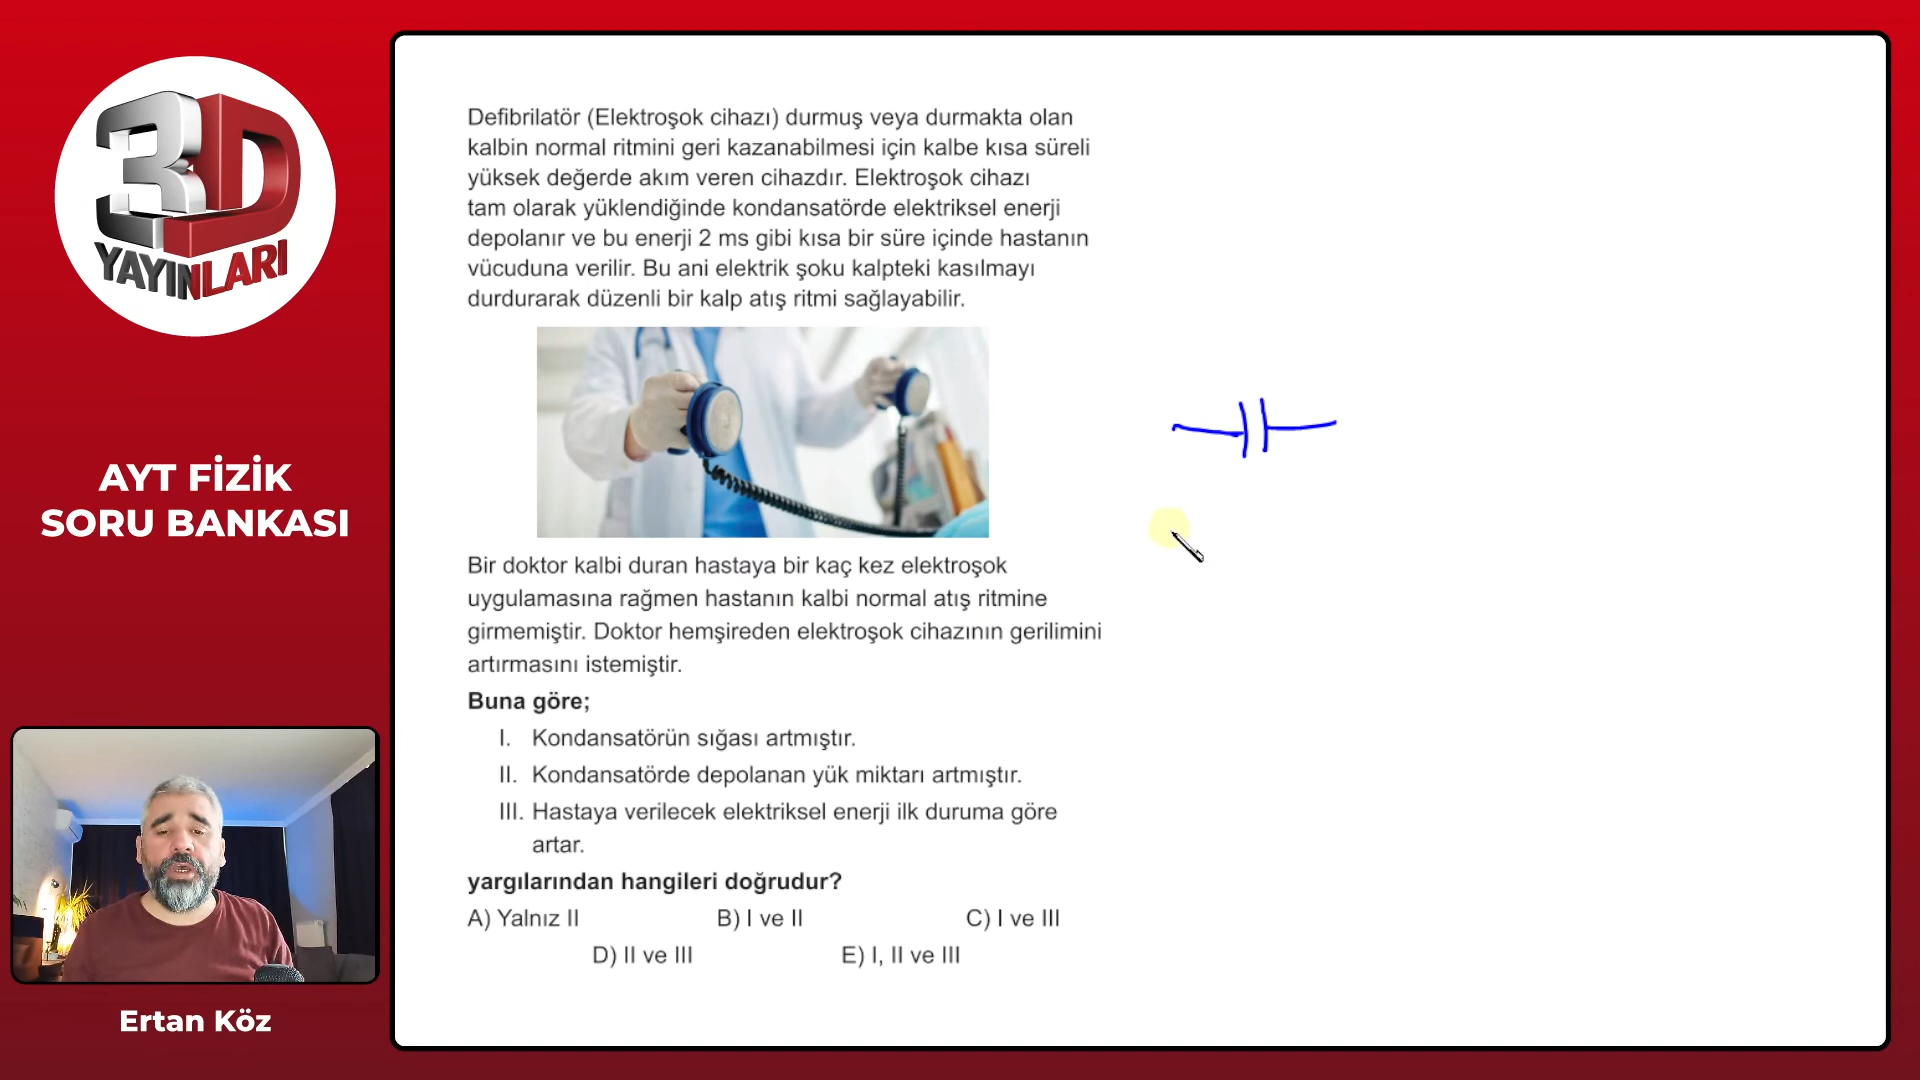 3D
YAYINLARI
AYT FİZİK
SORU BANKASI
Ertan Köz
Defibrilatör (Elektroşok cihazı) durmuş veya durmakta olan
kalbin normal ritmini geri kazanabilmesi için kalbe kısa süreli
yüksek değerde akım veren cihazdır. Elektroşok cihazı
tam olarak yüklendiğinde kondansatörde elektriksel enerji
depolanır ve bu enerji 2 ms gibi kısa bir süre içinde hastanın
vücuduna verilir. Bu ani elektrik şoku kalpteki kasılmayı
durdurarak düzenli bir kalp atış ritmi sağlayabilir.
Bir doktor kalbi duran hastaya bir kaç kez elektroşok
uygulamasına rağmen hastanın kalbi normal atış ritmine
girmemiştir. Doktor hemşireden elektroşok cihazının gerilimini
artırmasını istemiştir.
Buna göre;
I. Kondansatörün sığası artmıştır.
II. Kondansatörde depolanan yük miktarı artmıştır.
III. Hastaya verilecek elektriksel enerji ilk duruma göre
artar.
yargılarından hangileri doğrudur?
A) Yalnız II B) I ve II C) I ve III
D) II ve III E) I, II ve III